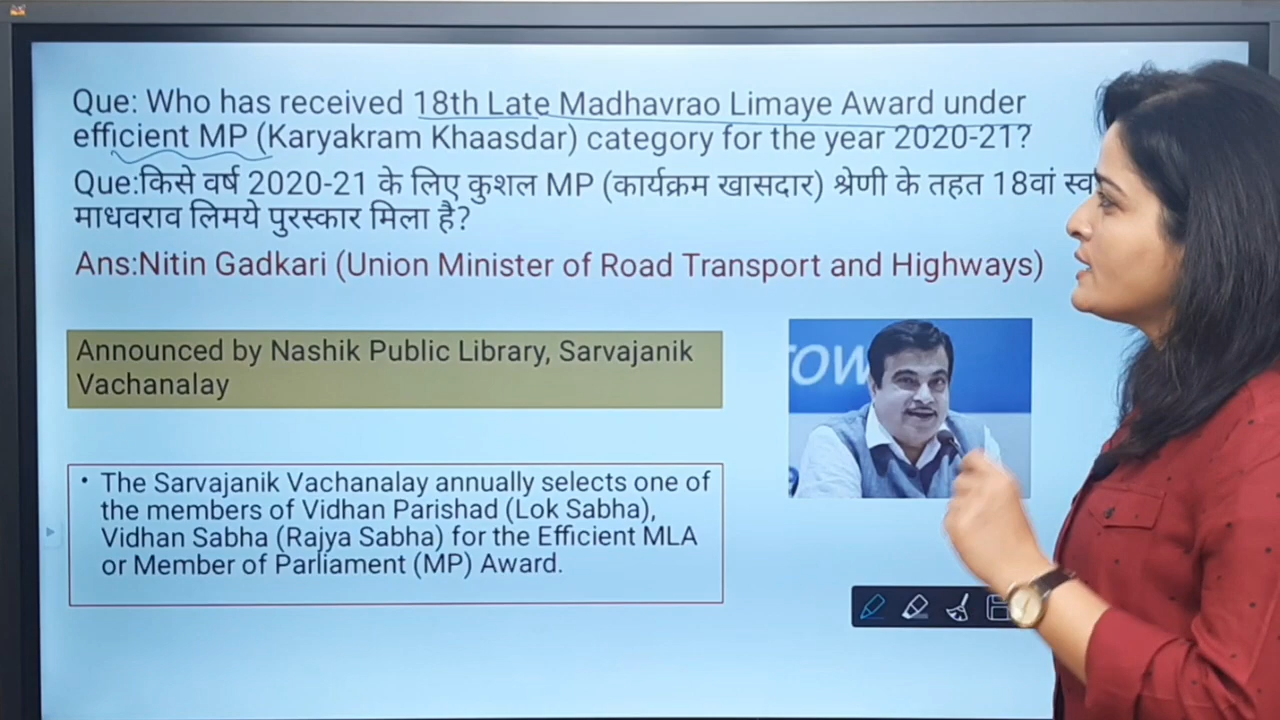 Que: Who has received 18th Late Madhavrao Limaye Award under
efficient MP (Karyakram Khaasdar) category for the year 2020-21?
Que:किसे वर्ष 2020-21 के लिए कुशल MP (कार्यक्रम खासदार) श्रेणी के तहत 18वां स्व
माधवराव लिमये पुरस्कार मिला है?
Ans:Nitin Gadkari (Union Minister of Road Transport and Highways)
Announced by Nashik Public Library, Sarvajanik
Vachanalay
TOW
• The Sarvajanik Vachanalay annually selects one of
the members of Vidhan Parishad (Lok Sabha),
Vidhan Sabha (Rajya Sabha) for the Efficient MLA
or Member of Parliament (MP) Award.